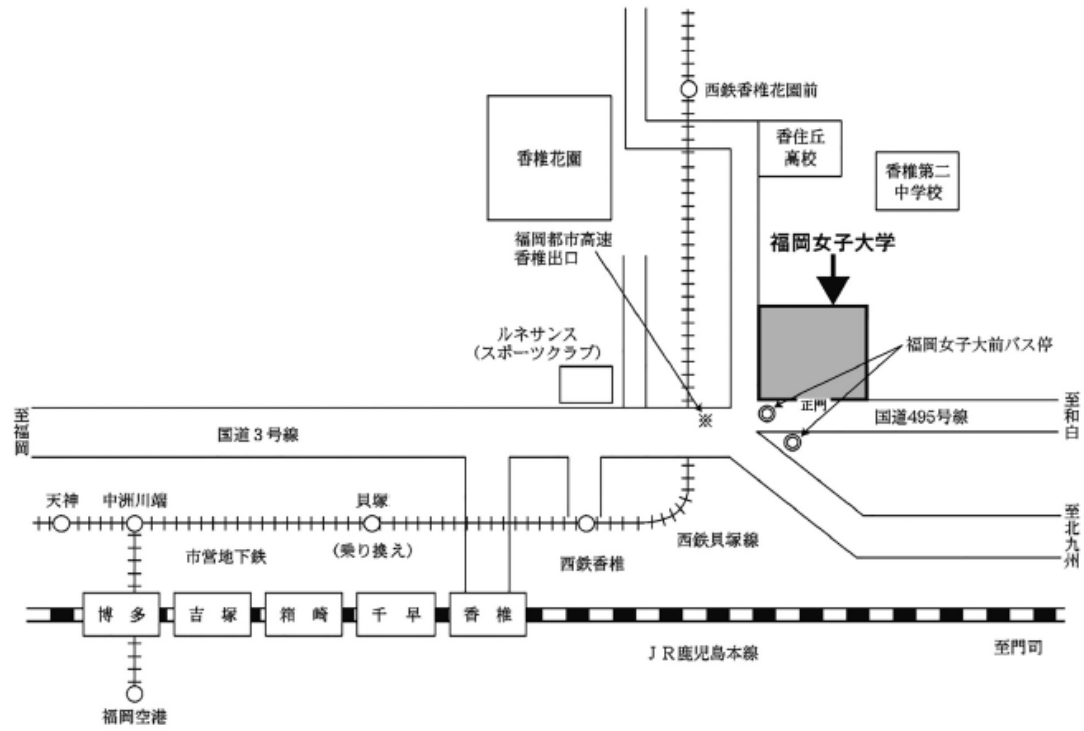 西鉄香椎花園前
香住丘
高校
香椎花園
香椎第二
中学校
福岡都市高速
香椎出口
福岡女子大学
ルネサンス
（スポーツクラブ）
福岡女子大前バス停
正門
至福岡
国道３号線
※
国道495号線
至和白
天神
中洲川端
貝塚
（乗り換え）
市営地下鉄
西鉄香椎
西鉄貝塚線
至北九州
博多
吉塚
箱崎
千早
香椎
ＪＲ鹿児島本線
至門司
福岡空港